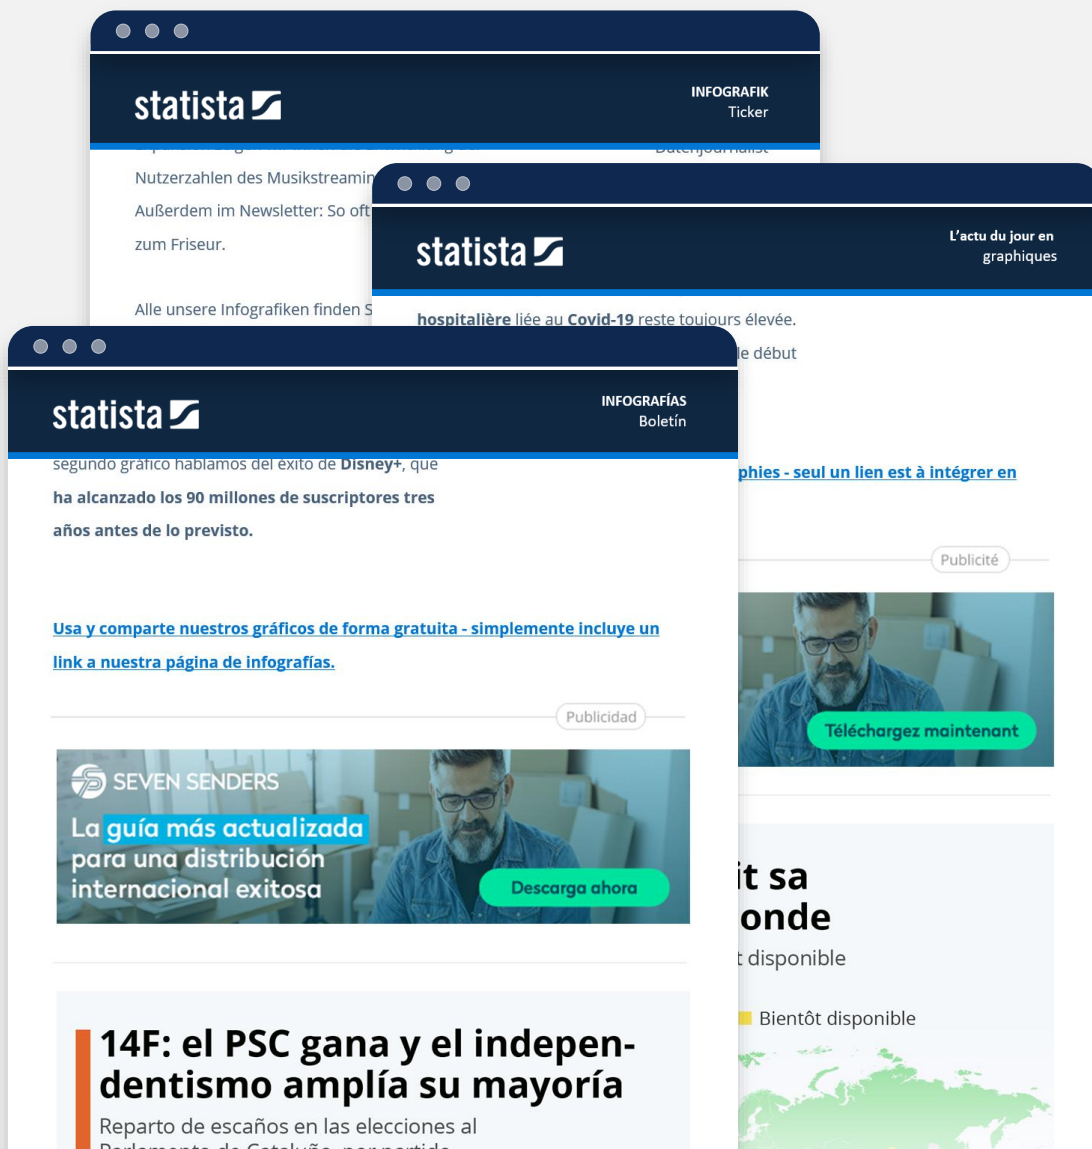 statista
INFOGRAFIK
Ticker
Datenjournalist
Nutzerzahlen des
Außerdem im Newsletter: So oft
zum Friseur.
Alle unsere Infografiken finden
statista
L'actu du jour en
graphiques
hospitalière liée au Covid-19 reste toujours élevée.
le début
seul un lien est à intégrer en
Publicité
Téléchargez maintenant
sa
disponible
Bientôt disponible
statista
INFOGRAFÍAS
Boletín
segundo gráfico hablamos del éxito de Disney+, que
ha alcanzado los 90 millones de suscriptores tres
años antes de lo previsto.
Usa y comparte nuestros gráficos de forma gratuita - simplemente incluye un
link a nuestra página de infografías.
Publicidad
SEVEN SENDERS
La guía más actualizada
para una distribución
internacional exitosa
Descarga ahora
14F: el PSC gana y el indepen-
dentismo amplía su mayoría
Reparto de escaños en las elecciones al
Parlamento de Cataluña, por partido